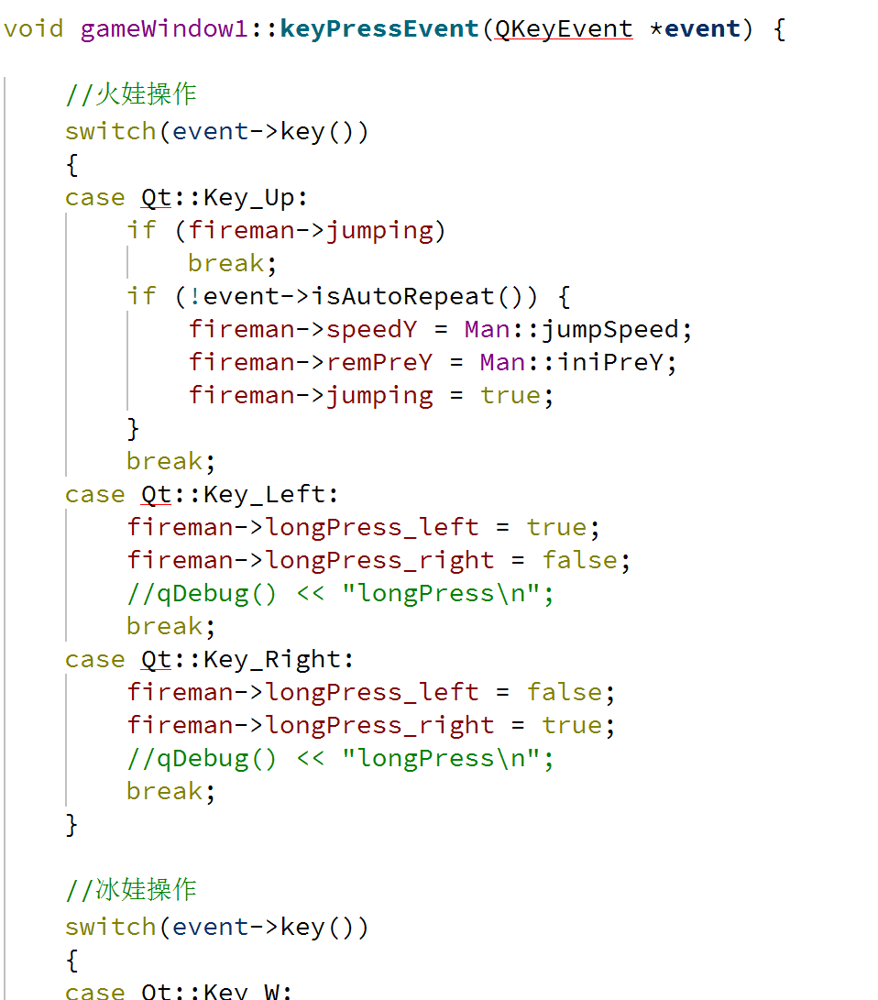 void gameWindow1::keyPressEvent(QKeyEvent *event) {
//火娃操作
switch(event->key())
{
case Qt::Key_Up:
if (fireman->jumping)
break;
if (!event->isAutoRepeat()) {
fireman->speedY = Man::jumpSpeed;
fireman->remPreY = Man::iniPreY;
fireman->jumping = true;
}
break;
case Qt::Key_Left:
fireman->longPress_left = true;
fireman->longPress_right = false;
//qDebug() << "longPress\n";
break;
case Qt::Key_Right:
fireman->longPress_left = false;
fireman->longPress_right = true;
//qDebug() << "longPress\n";
break;
}
//冰娃操作
switch(event->key())
{
case Qt::Key_W: